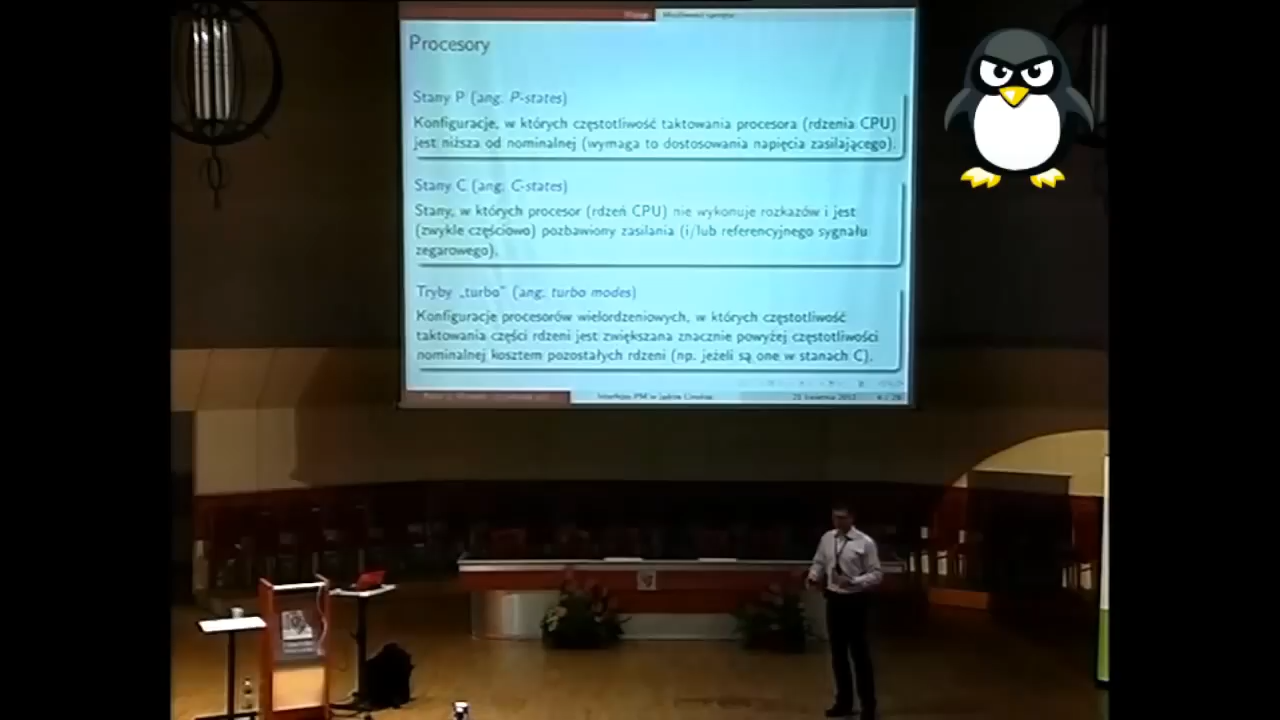 Procesory
Stany P (ang. P-states)
Konfiguracje, w których częstotliwość taktowania procesora (rdzenia CPU)
jest niższa od nominalnej (wymaga to dostosowania napięcia zasilającego).
Stany C (ang. C-states)
Stany, w których procesor (rdzeń CPU) nie wykonuje rozkazów i jest
(zwykle częściowo) pozbawiony zasilania (i/lub referencyjnego sygnału
zegarowego).
Tryby „turbo” (ang. turbo modes)
Konfiguracje procesorów wielordzeniowych, w których częstotliwość
taktowania części rdzeni jest zwiększana znacznie powyżej częstotliwości
nominalnej kosztem pozostałych rdzeni (np. jeżeli są one w stanach C).
Interfejsy PM w jądrze Linuksa